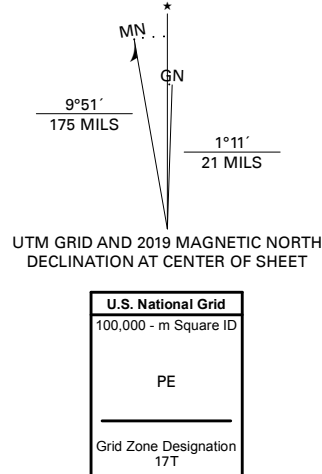 ★
MN
GN
9°51´
175 MILS
1°11´
21 MILS
UTM GRID AND 2019 MAGNETIC NORTH
DECLINATION AT CENTER OF SHEET
U.S. National Grid
100,000 - m Square ID
PE
Grid Zone Designation
17T